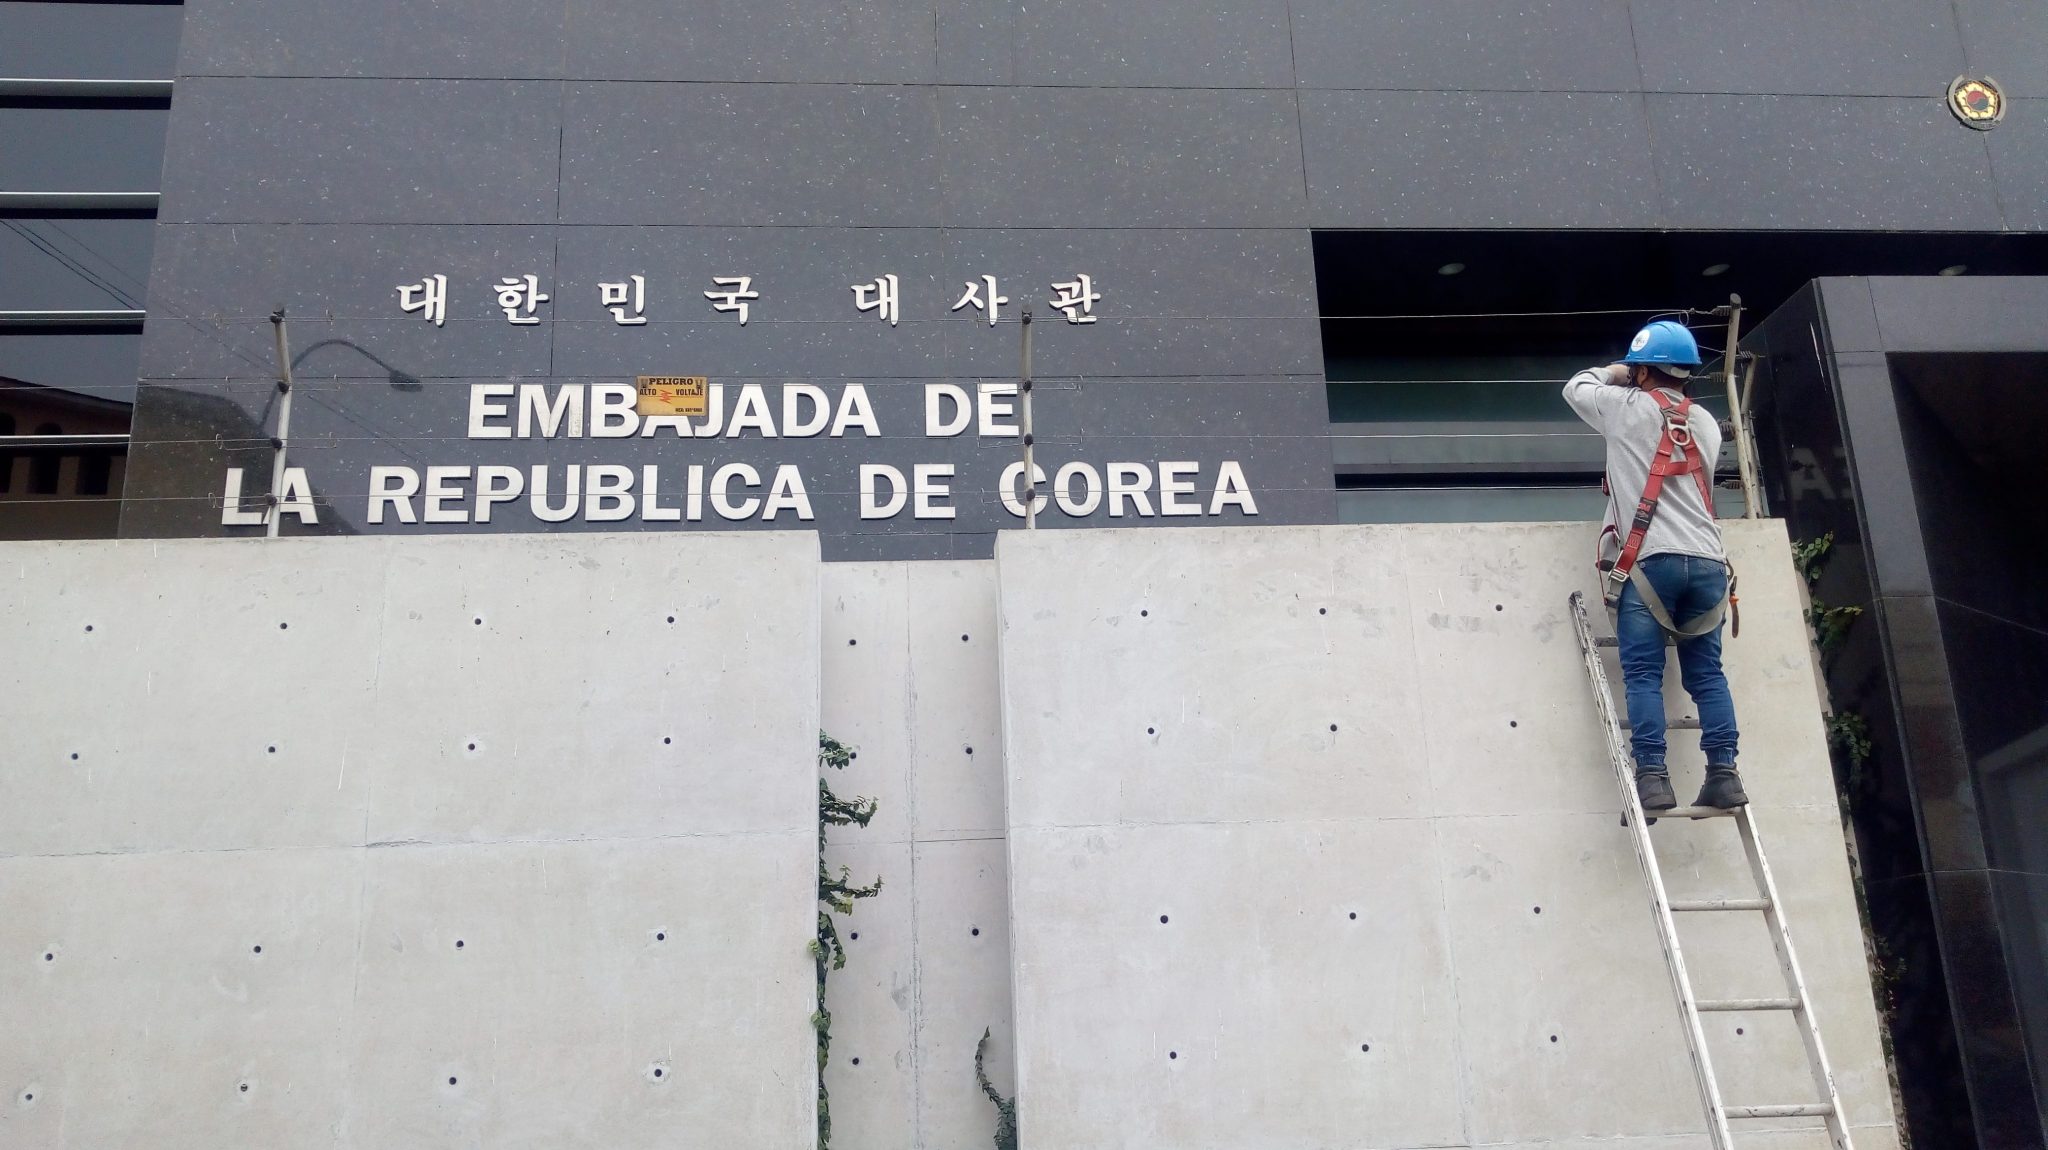 대한민국 대사관
EMBAJADA DE
LA REPUBLICA DE COREA
PELIGRO
ALTO VOLTAJE